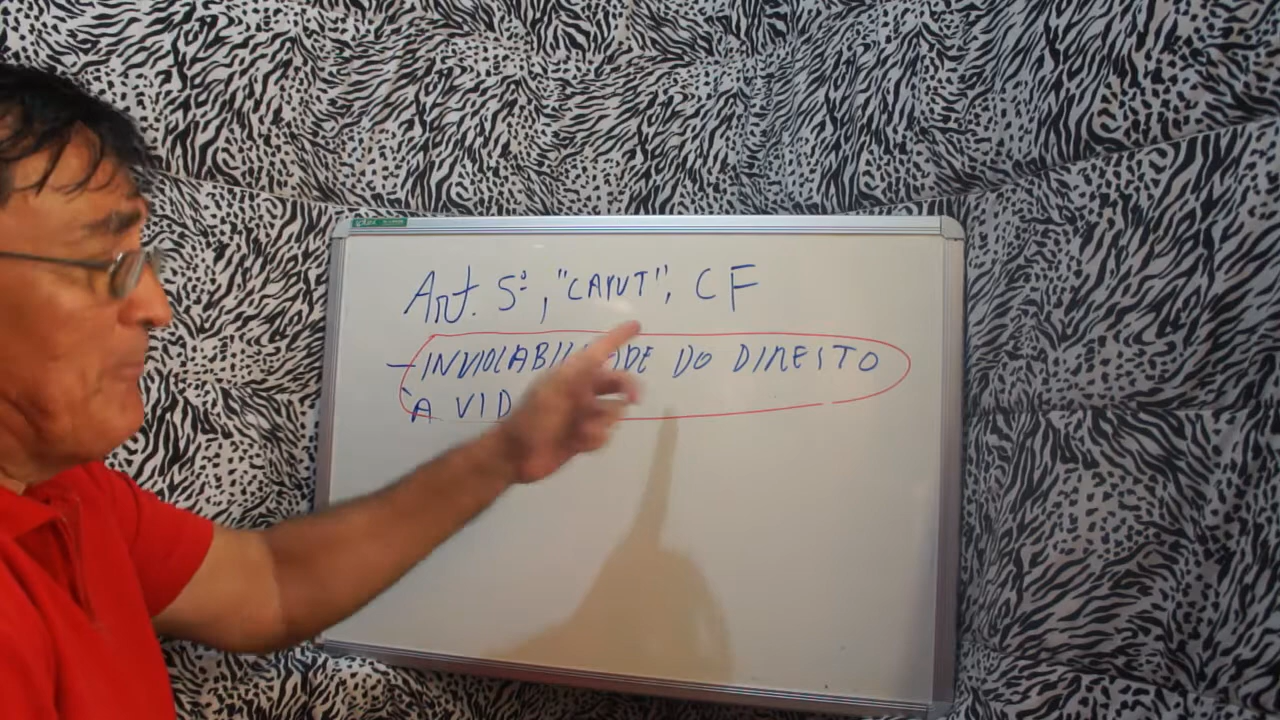 Art. 5º, "CAPUT", CF
- INVIOLABILIDADE DO DIREITO
À VID